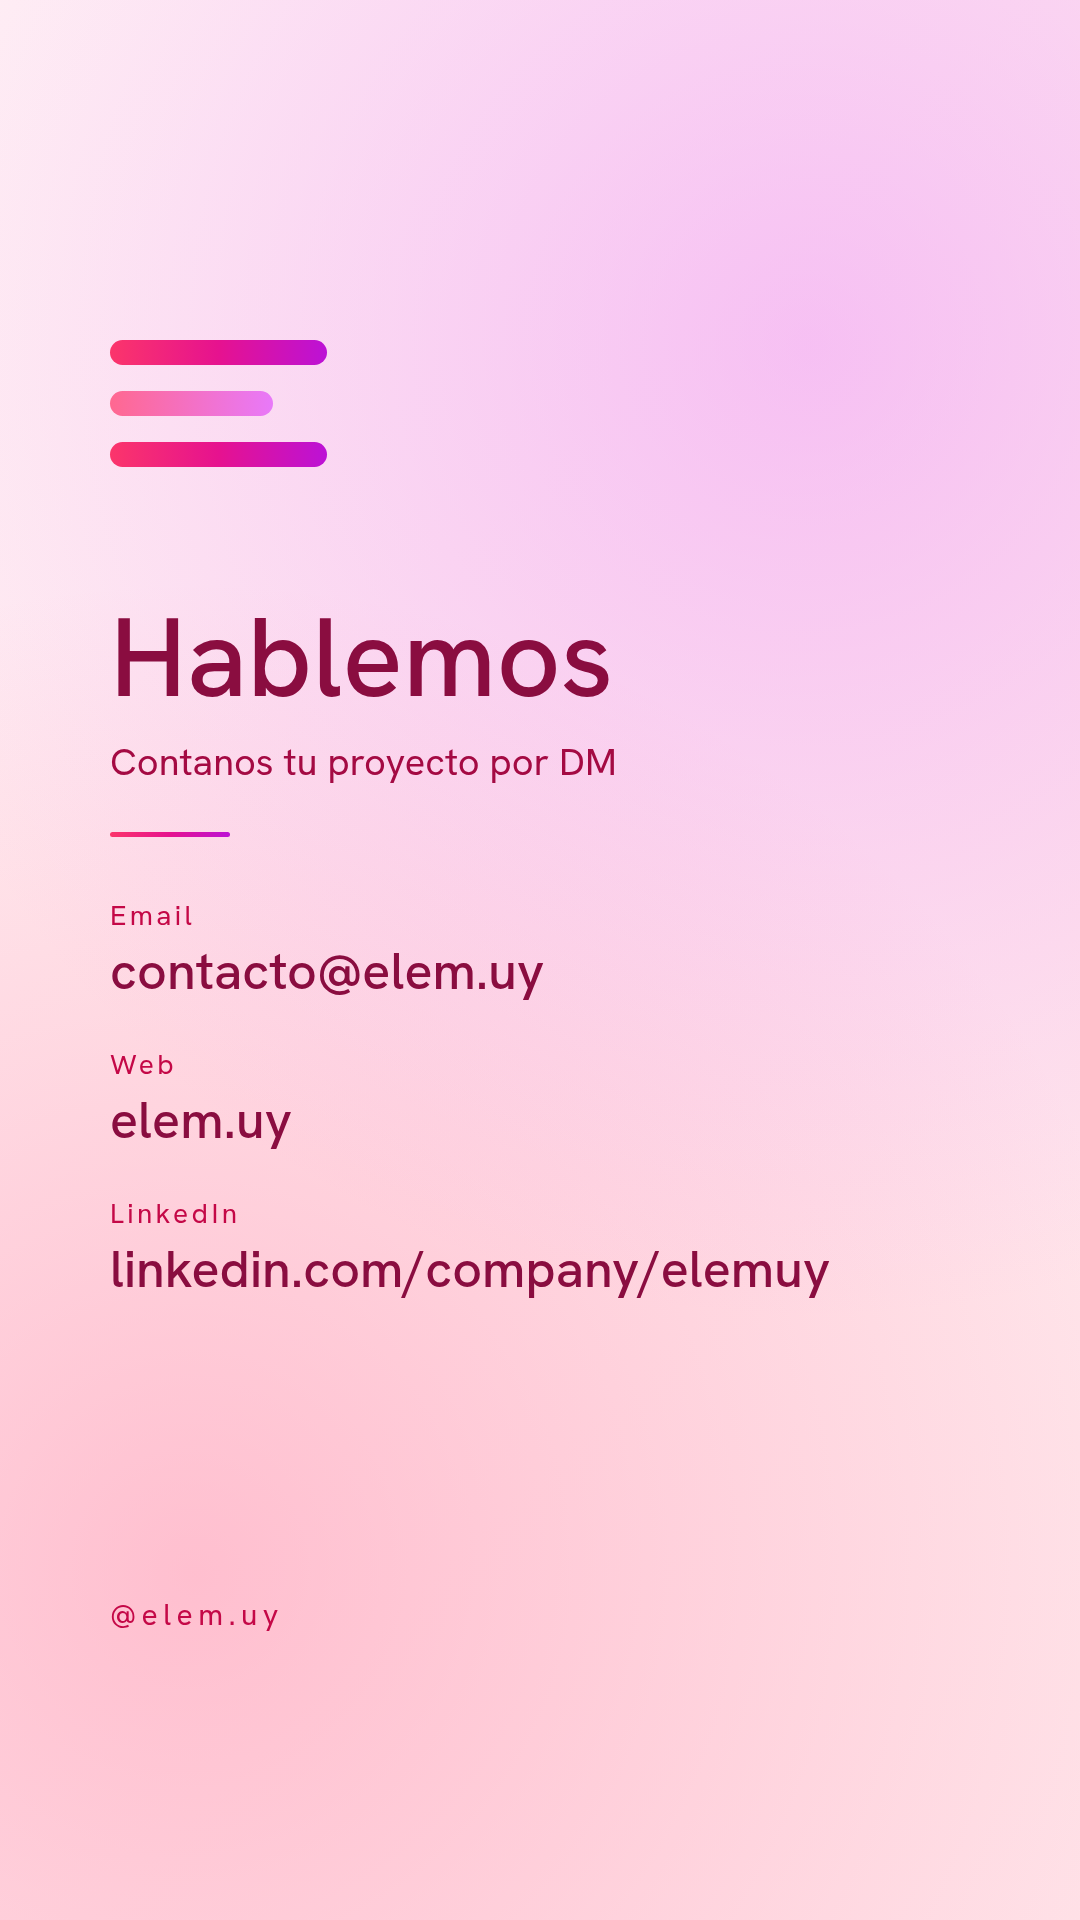 Hablemos
Contanos tu proyecto por DM
Email
contacto@elem.uy
Web
elem.uy
LinkedIn
linkedin.com/company/elemuy
@elem.uy